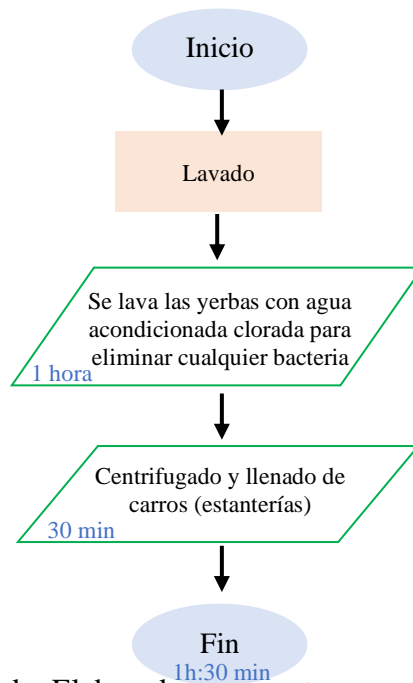 Inicio
Lavado
Se lava las yerbas con agua
acondicionada clorada para
eliminar cualquier bacteria
1 hora
Centrifugado y llenado de
carros (estanterías)
30 min
Fin
1h:30 min